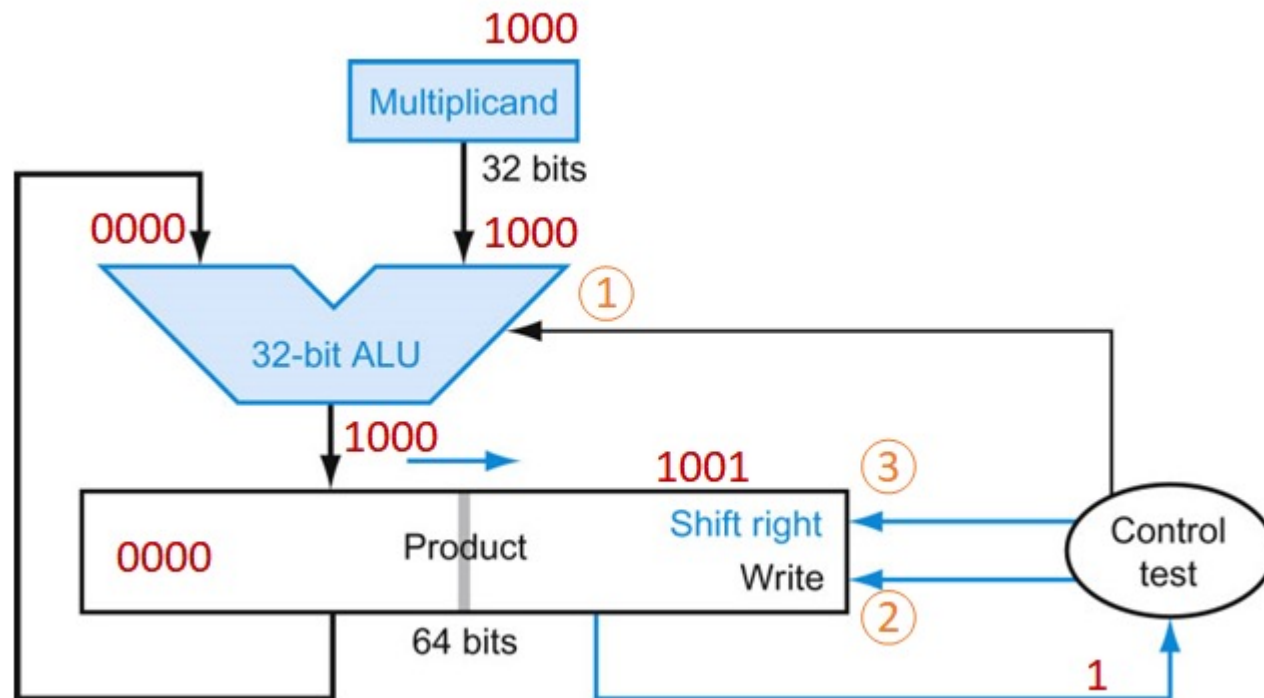 1000
Multiplicand
32 bits
0000
1000
1
32-bit ALU
1000
1001
3
Shift right
Control
test
0000
Product
Write
2
64 bits
1